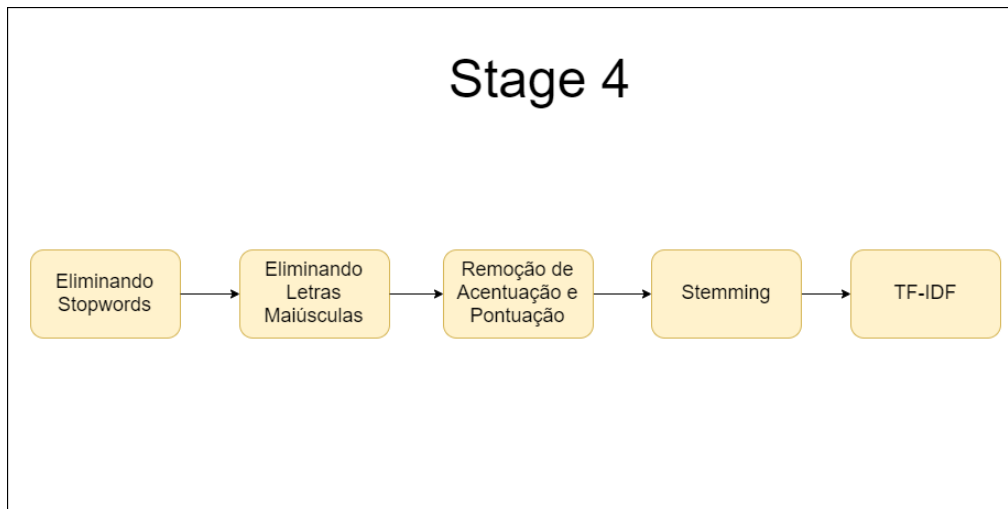 Stage 4
Eliminando
Stopwords
Eliminando
Letras
Maiúsculas
Remoção de
Acentuação e
Pontuação
Stemming
TF-IDF